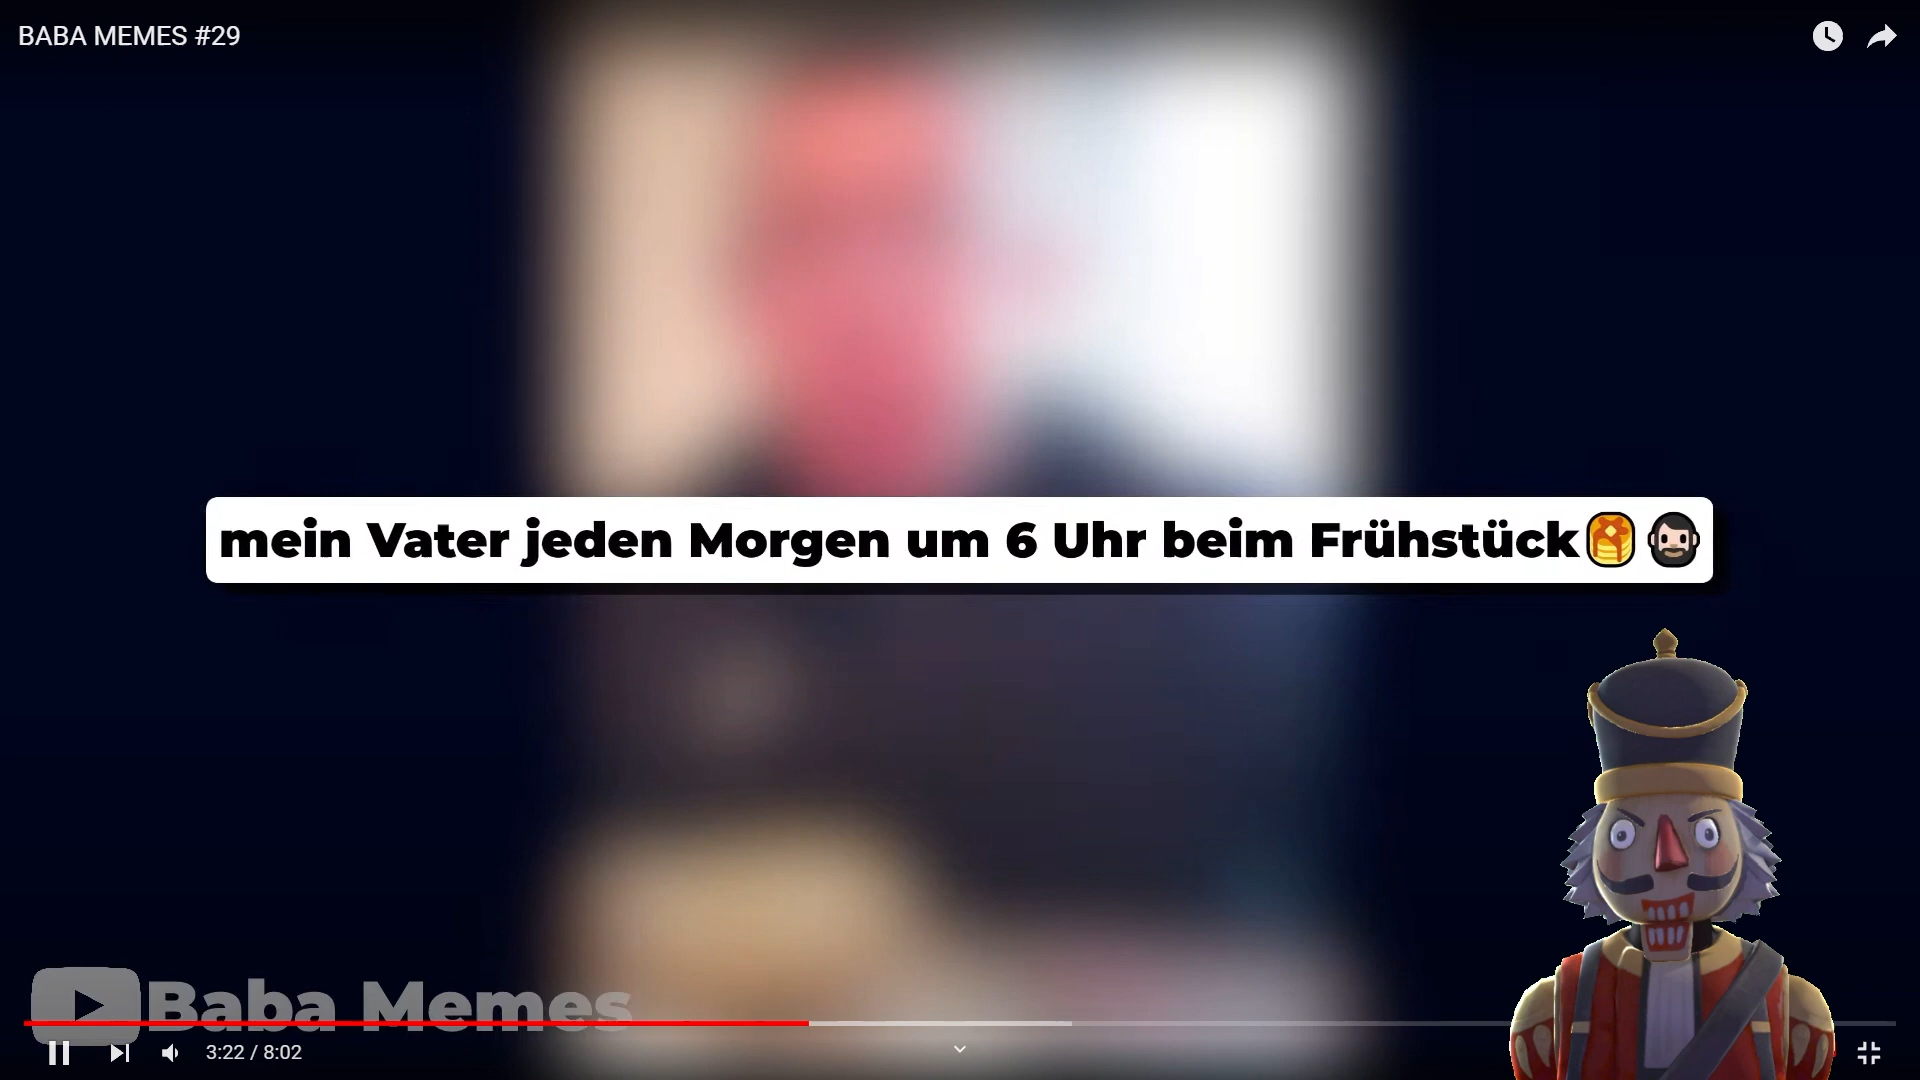 BABA MEMES #29
mein Vater jeden Morgen um 6 Uhr beim Frühstück🥞🧔🏻
Baba Memes
3:22 / 8:02